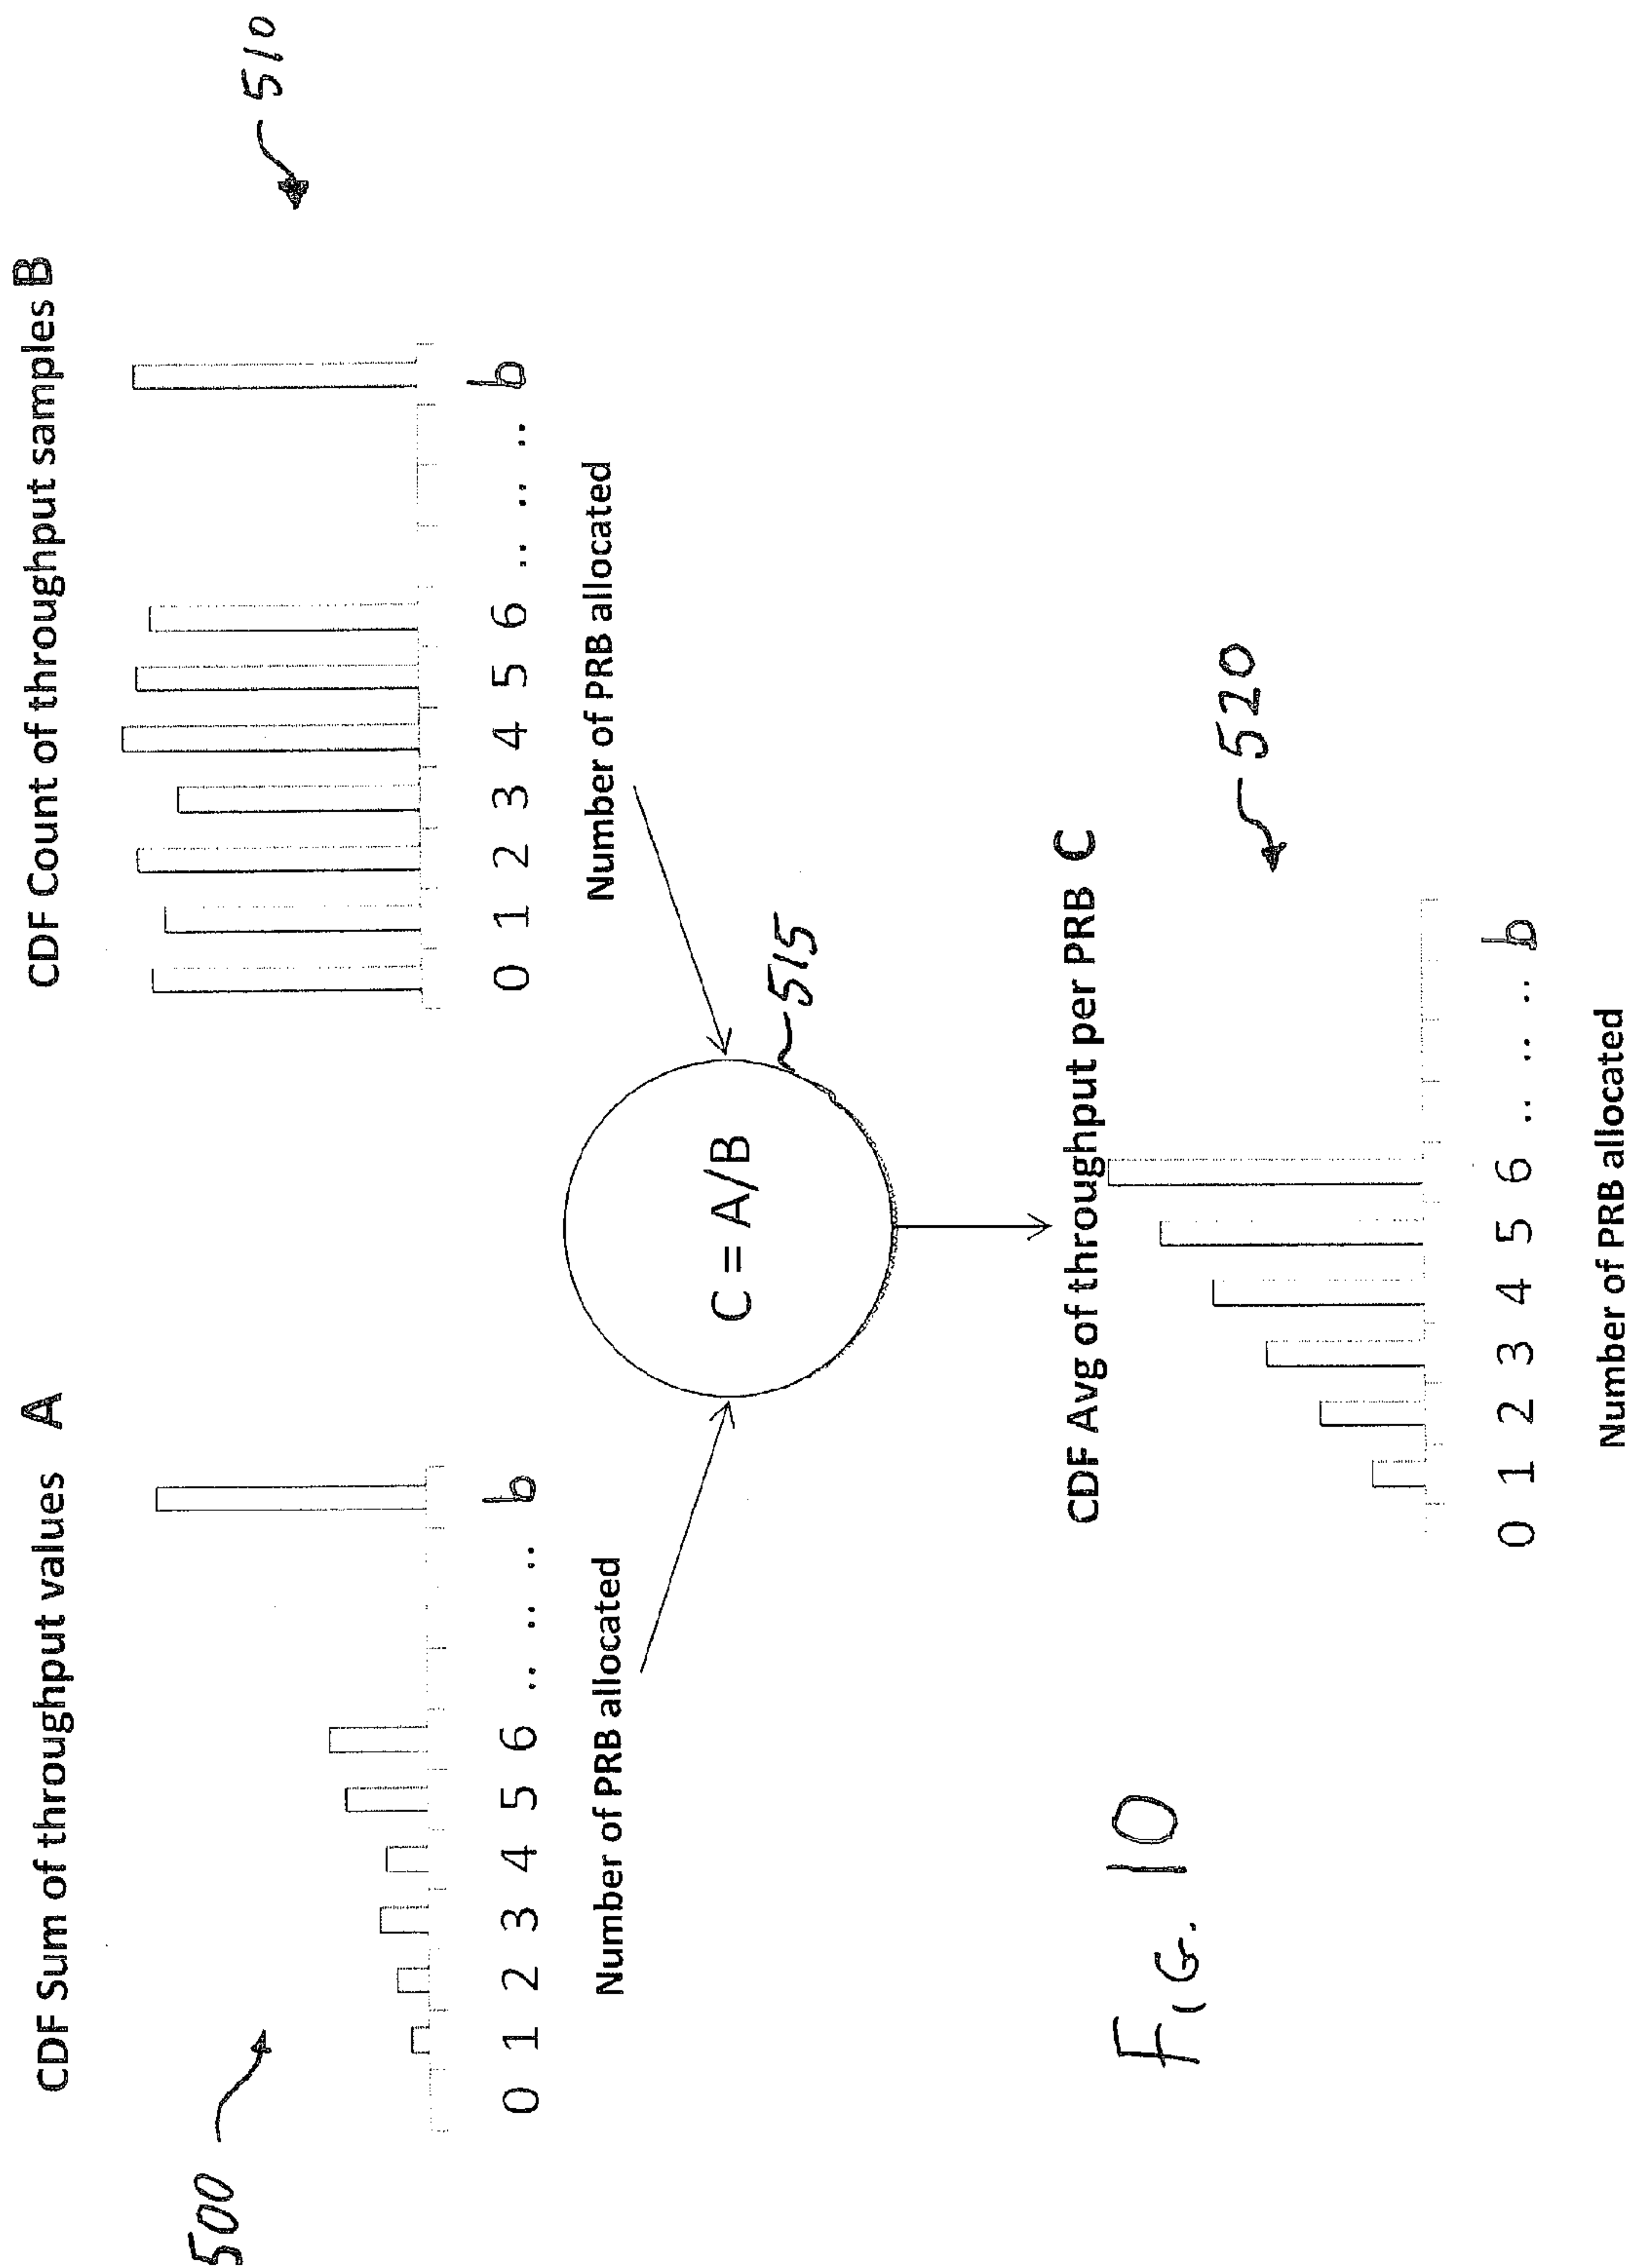 CDF Sum of throughput values A
500
0 1 2 3 4 5 6 .. .. .. b
Number of PRB allocated
CDF Count of throughput samples B
510
0 1 2 3 4 5 6 .. .. .. b
Number of PRB allocated
C = A/B
515
CDF Avg of throughput per PRB C
520
0 1 2 3 4 5 6 .. .. .. b
Number of PRB allocated
FIG. 10